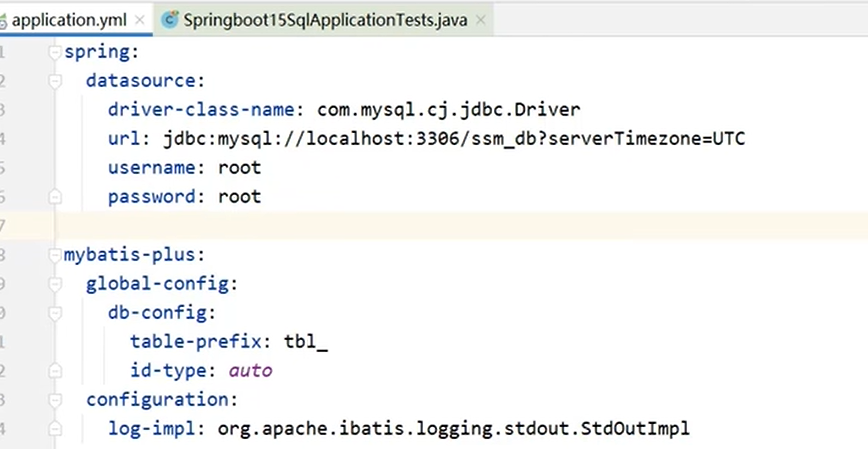 application.yml
Springboot15SqlApplicationTests.java
1 spring:
2 datasource:
3 driver-class-name: com.mysql.cj.jdbc.Driver
4 url: jdbc:mysql://localhost:3306/ssm_db?serverTimezone=UTC
5 username: root
6 password: root
7
8 mybatis-plus:
9 global-config:
0 db-config:
1 table-prefix: tbl_
2 id-type: auto
3 configuration:
4 log-impl: org.apache.ibatis.logging.stdout.StdOutImpl